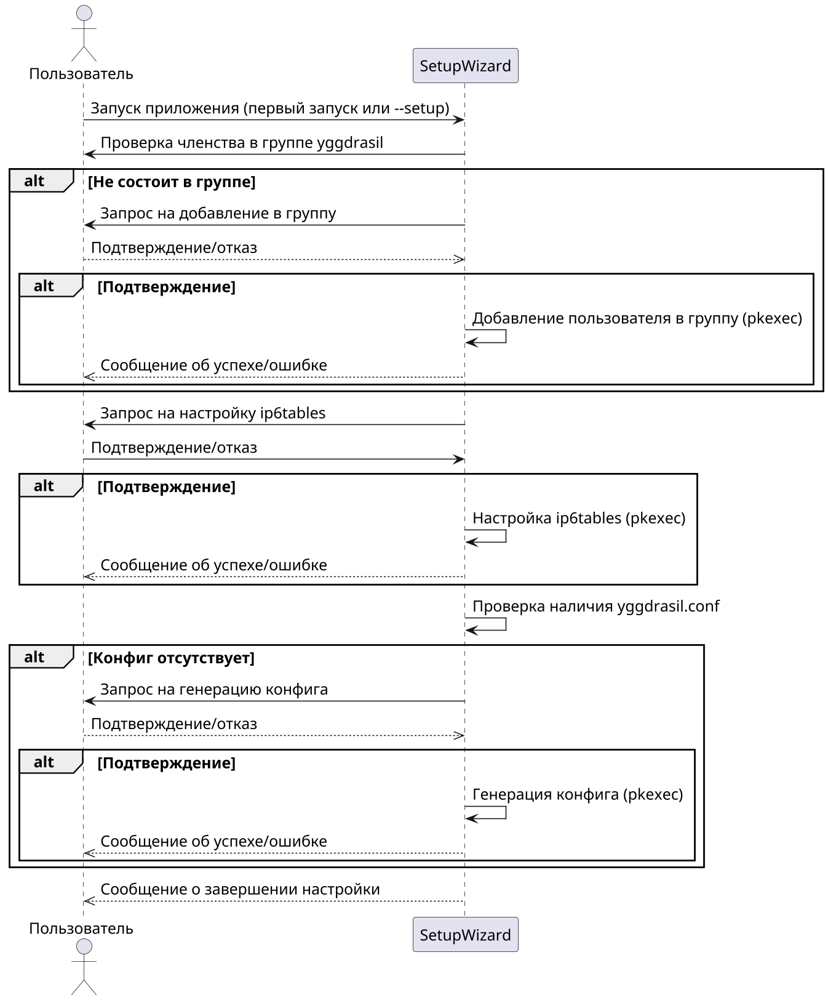 Пользователь
SetupWizard
Запуск приложения (первый запуск или --setup)
Проверка членства в группе yggdrasil
alt [Не состоит в группе]
Запрос на добавление в группу
Подтверждение/отказ
alt [Подтверждение]
Добавление пользователя в группу (pkexec)
Сообщение об успехе/ошибке
Запрос на настройку ip6tables
Подтверждение/отказ
alt [Подтверждение]
Настройка ip6tables (pkexec)
Сообщение об успехе/ошибке
Проверка наличия yggdrasil.conf
alt [Конфиг отсутствует]
Запрос на генерацию конфига
Подтверждение/отказ
alt [Подтверждение]
Генерация конфига (pkexec)
Сообщение об успехе/ошибке
Сообщение о завершении настройки
Пользователь
SetupWizard